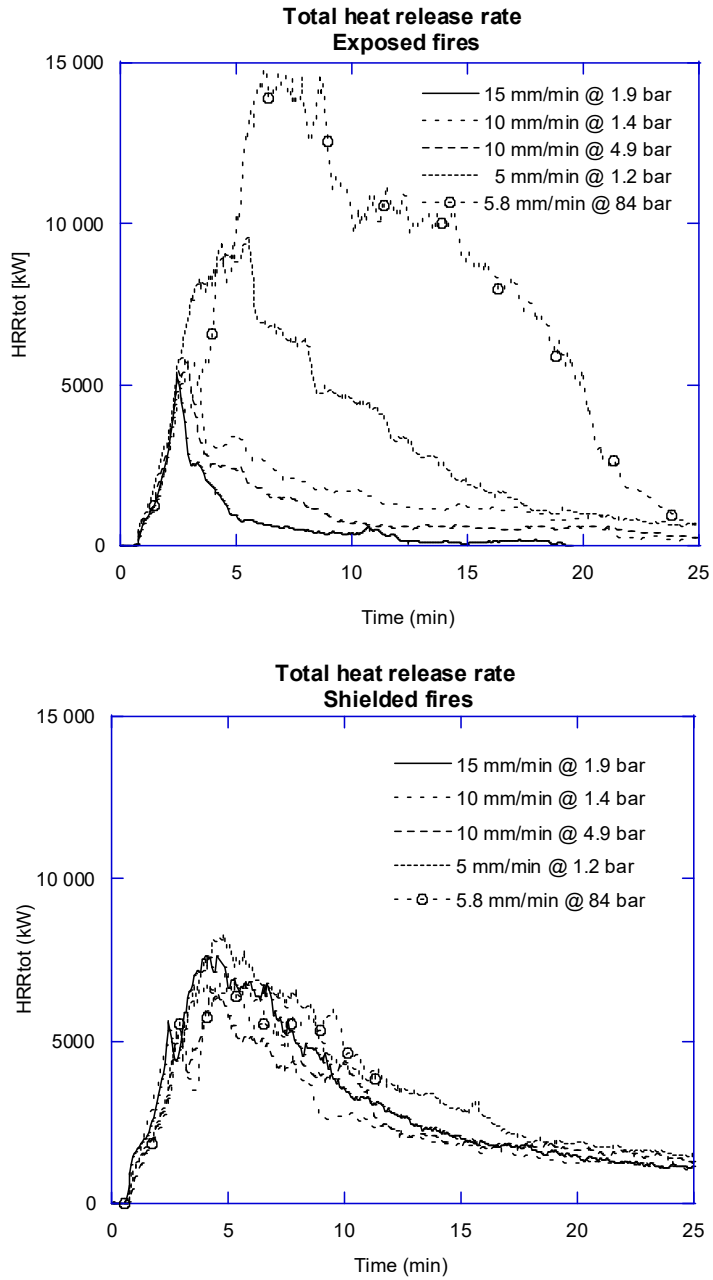 Total heat release rate
Exposed fires
15 000
10 000
5000
0
HRRtot [kW]
15 mm/min @ 1.9 bar
10 mm/min @ 1.4 bar
10 mm/min @ 4.9 bar
5 mm/min @ 1.2 bar
5.8 mm/min @ 84 bar
0 5 10 15 20 25
Time (min)
Total heat release rate
Shielded fires
15 000
10 000
5000
0
HRRtot (kW)
15 mm/min @ 1.9 bar
10 mm/min @ 1.4 bar
10 mm/min @ 4.9 bar
5 mm/min @ 1.2 bar
5.8 mm/min @ 84 bar
0 5 10 15 20 25
Time (min)